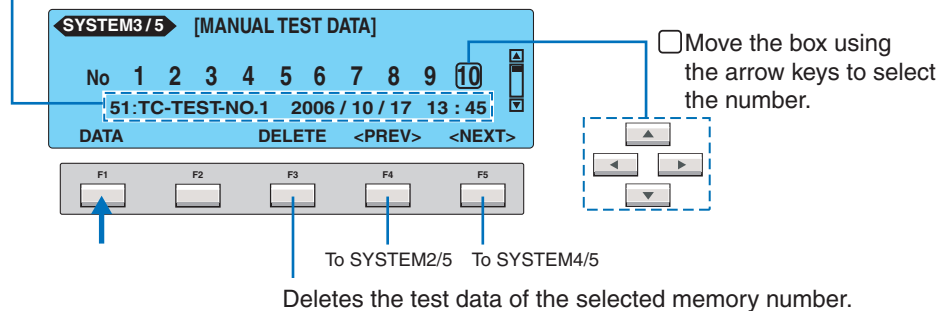 SYSTEM3 / 5 [MANUAL TEST DATA]
No 1 2 3 4 5 6 7 8 9 10
51:TC-TEST-NO.1 2006 / 10 / 17 13 : 45
DATA DELETE <PREV> <NEXT>
F1 F2 F3 F4 F5
Move the box using
the arrow keys to select
the number.
To SYSTEM2/5 To SYSTEM4/5
Deletes the test data of the selected memory number.